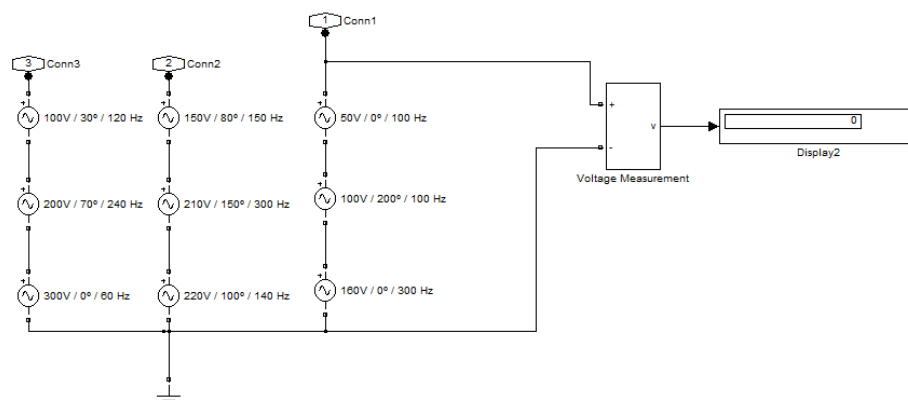 1 Conn1
3 Conn3
2 Conn2
+ 100V / 30º / 120 Hz
+ 150V / 80º / 150 Hz
+ 50V / 0º / 100 Hz
+
v
-
0
Display2
Voltage Measurement
+ 200V / 70º / 240 Hz
+ 210V / 150º / 300 Hz
+ 100V / 200º / 100 Hz
+ 300V / 0º / 60 Hz
+ 220V / 100º / 140 Hz
+ 160V / 0º / 300 Hz